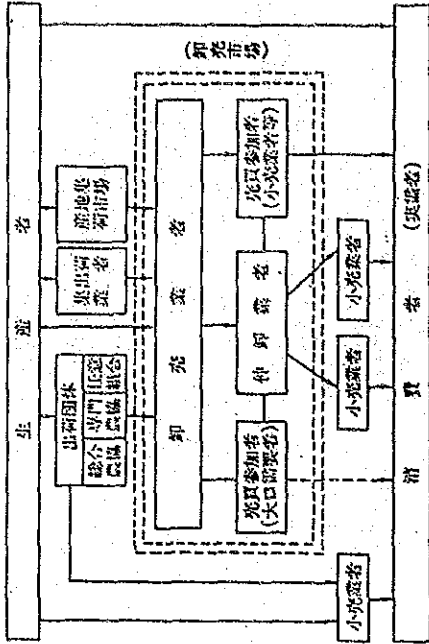 生産者
出荷団体
総合
農協
専門
農協
任意
組合
集出荷
業者
産地集
荷市場
(卸売市場)
卸売業者
売買参加者
(大口需要者)
仲卸業者
売買参加者
(小売業者等)
小売業者
小売業者
小売業者
消費者(実需者)